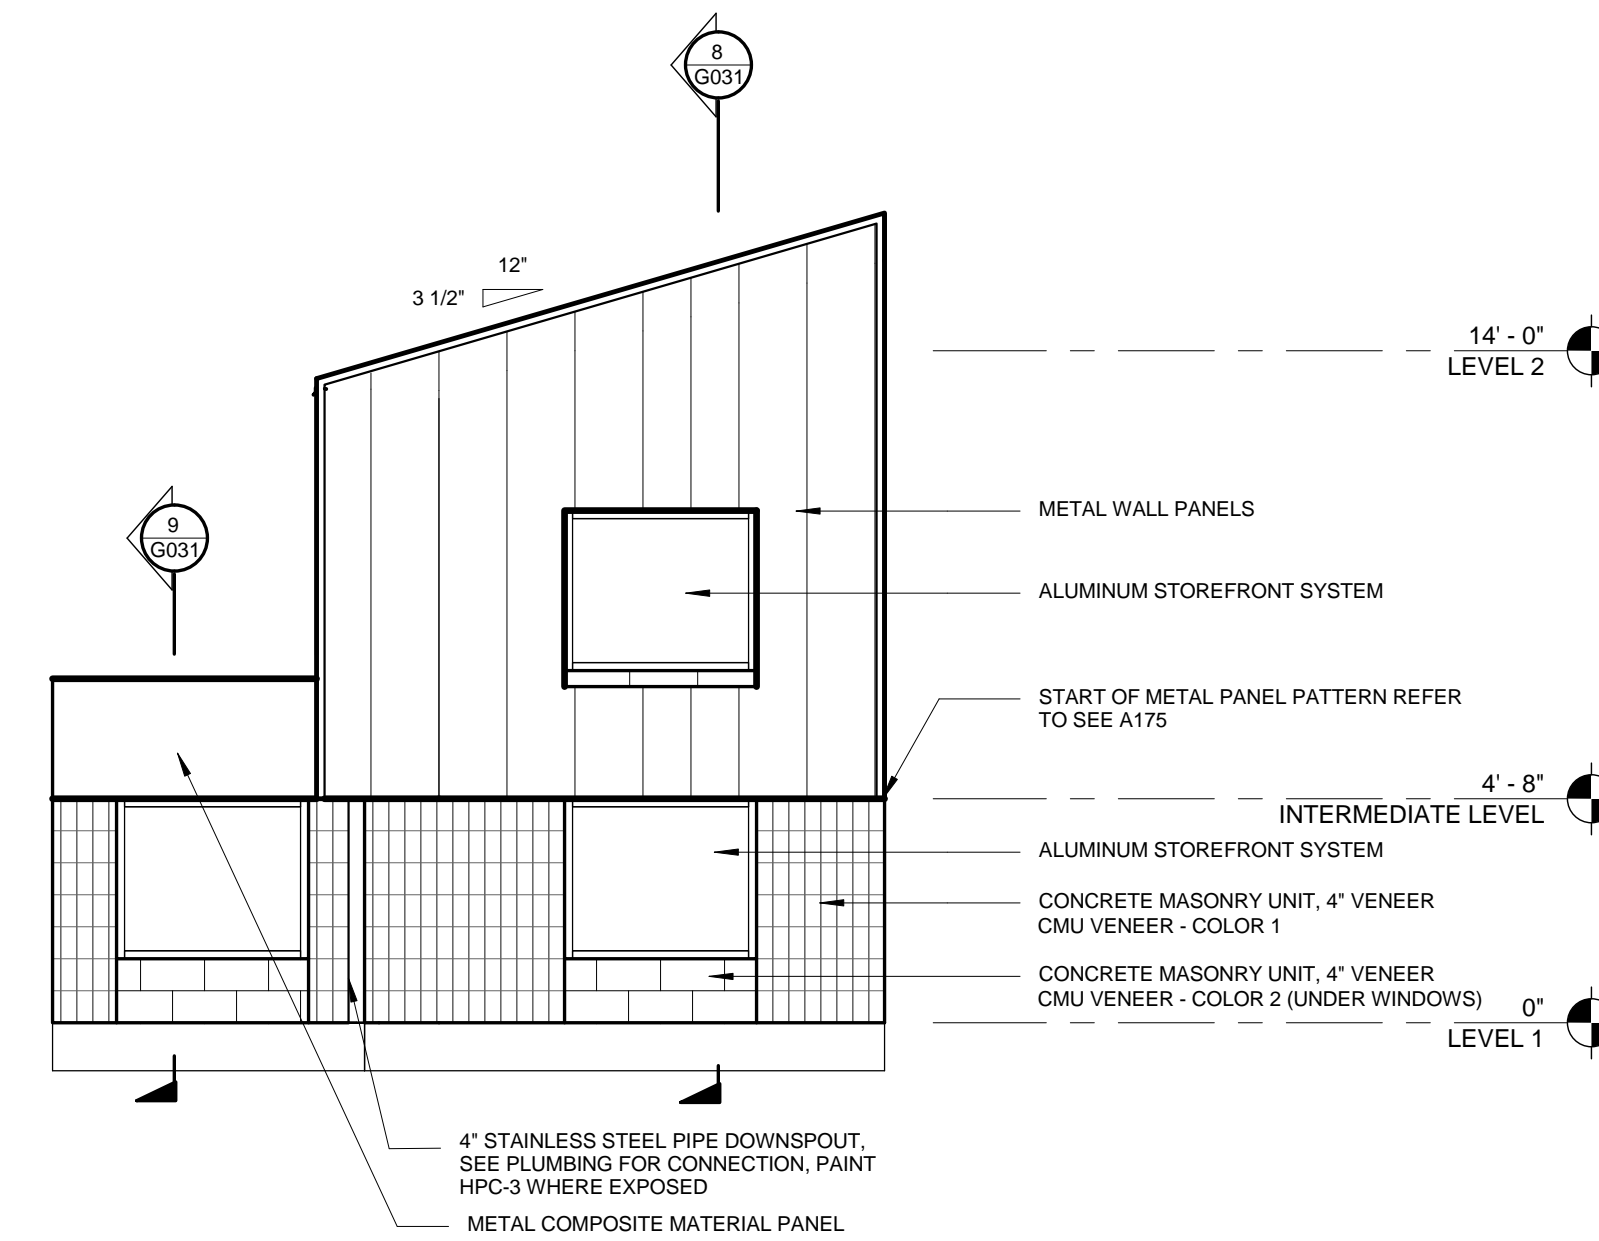 8
G031
12"
3 1/2"
14' - 0"
LEVEL 2
METAL WALL PANELS
9
G031
ALUMINUM STOREFRONT SYSTEM
START OF METAL PANEL PATTERN REFER
TO SEE A175
4' - 8"
INTERMEDIATE LEVEL
ALUMINUM STOREFRONT SYSTEM
CONCRETE MASONRY UNIT, 4" VENEER
CMU VENEER - COLOR 1
CONCRETE MASONRY UNIT, 4" VENEER
CMU VENEER - COLOR 2 (UNDER WINDOWS)
0"
LEVEL 1
4" STAINLESS STEEL PIPE DOWNSPOUT,
SEE PLUMBING FOR CONNECTION, PAINT
HPC-3 WHERE EXPOSED
METAL COMPOSITE MATERIAL PANEL